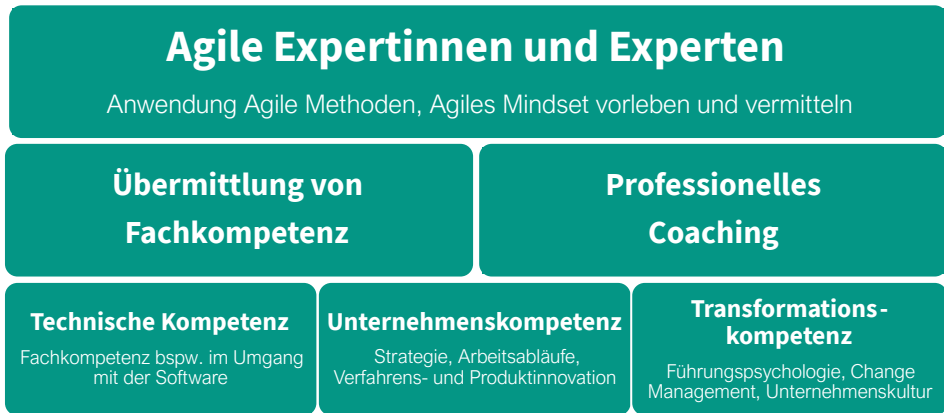 Agile Expertinnen und Experten
Anwendung Agile Methoden, Agiles Mindset vorleben und vermitteln
Übermittlung von
Fachkompetenz
Professionelles
Coaching
Technische Kompetenz
Fachkompetenz bspw. im Umgang
mit der Software
Unternehmenskompetenz
Strategie, Arbeitsabläufe,
Verfahrens- und Produktinnovation
Transformations-
kompetenz
Führungspsychologie, Change
Management, Unternehmenskultur